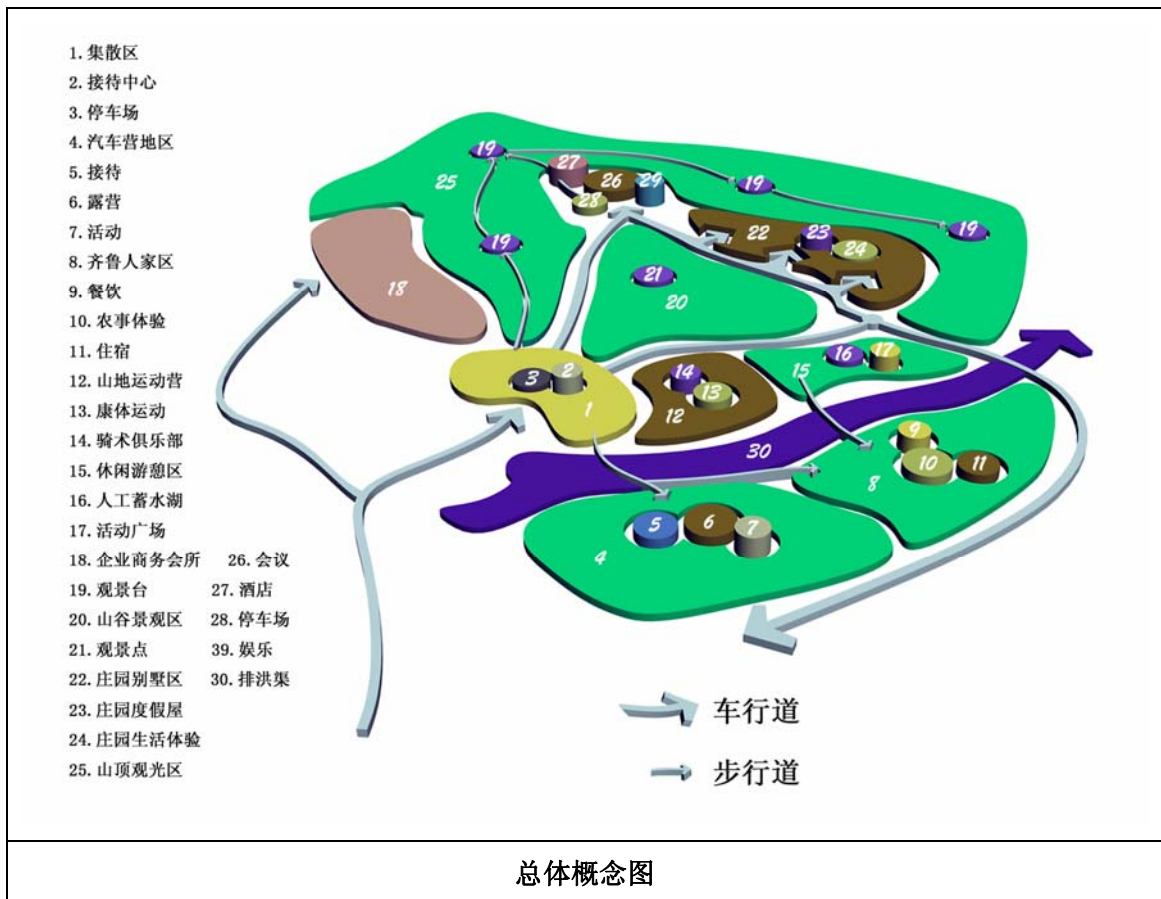 1. 集散区
2. 接待中心
3. 停车场
4. 汽车营地区
5. 接待
6. 露营
7. 活动
8. 齐鲁人家区
9. 餐饮
10. 农事体验
11. 住宿
12. 山地运动营
13. 康体运动
14. 骑术俱乐部
15. 休闲游憩区
16. 人工蓄水湖
17. 活动广场
18. 企业商务会所 26. 会议
19. 观景台 27. 酒店
20. 山谷景观区 28. 停车场
21. 观景点 39. 娱乐
22. 庄园别墅区 30. 排洪渠
23. 庄园度假屋
24. 庄园生活体验
25. 山顶观光区
19
27
26
29
25
28
19
19
22
23
19
24
19
21
18
20
3
2
14
16
17
15
1
12
13
30
9
8
10
11
5
6
7
4
车行道
步行道
总体概念图